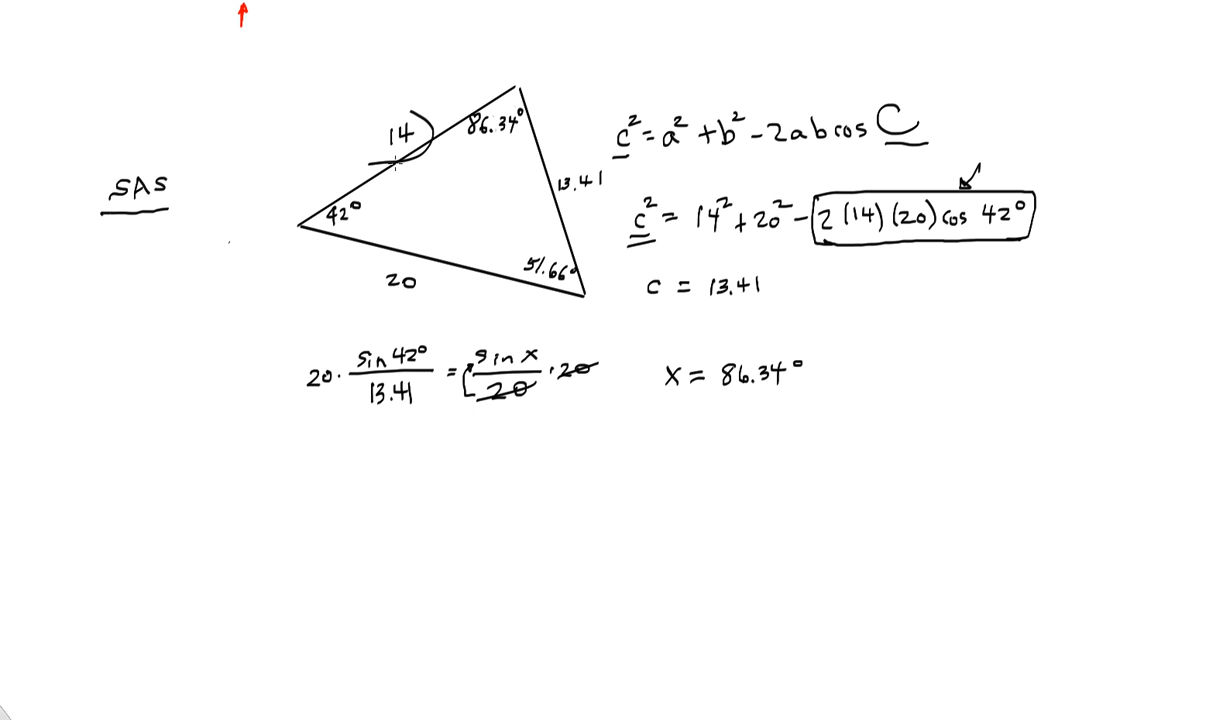 14
86.34°
c² = a² + b² - 2ab cos C
SAS
13.41
42°
c² = 14² + 20² - 2(14)(20) cos 42°
51.66°
20
c = 13.41
20 · sin 42° / 13.41 = sin x / 20 · 20
x = 86.34°